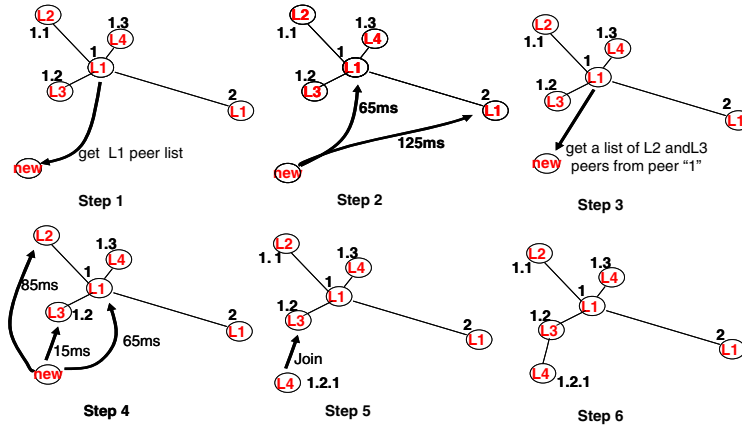 L2
1.1
1.3
L4
1
L1
1.2
L3
2
L1
get L1 peer list
new
Step 1
L2
1.1
1.3
L4
1
L1
1.2
L3
2
L1
65ms
125ms
new
Step 2
L2
1.1
1.3
L4
1
L1
1.2
L3
2
L1
new
get a list of L2 andL3
peers from peer “1”
Step 3
L2
1.3
L4
1
L1
85ms
L3
1.2
2
L1
15ms
65ms
new
Step 4
L2
1. 1
1.3
L4
1
L1
1.2
L3
2
L1
Join
L4
1.2.1
Step 5
L2
1.1
1.3
L4
1
L1
1.2
L3
2
L1
L4
1.2.1
Step 6